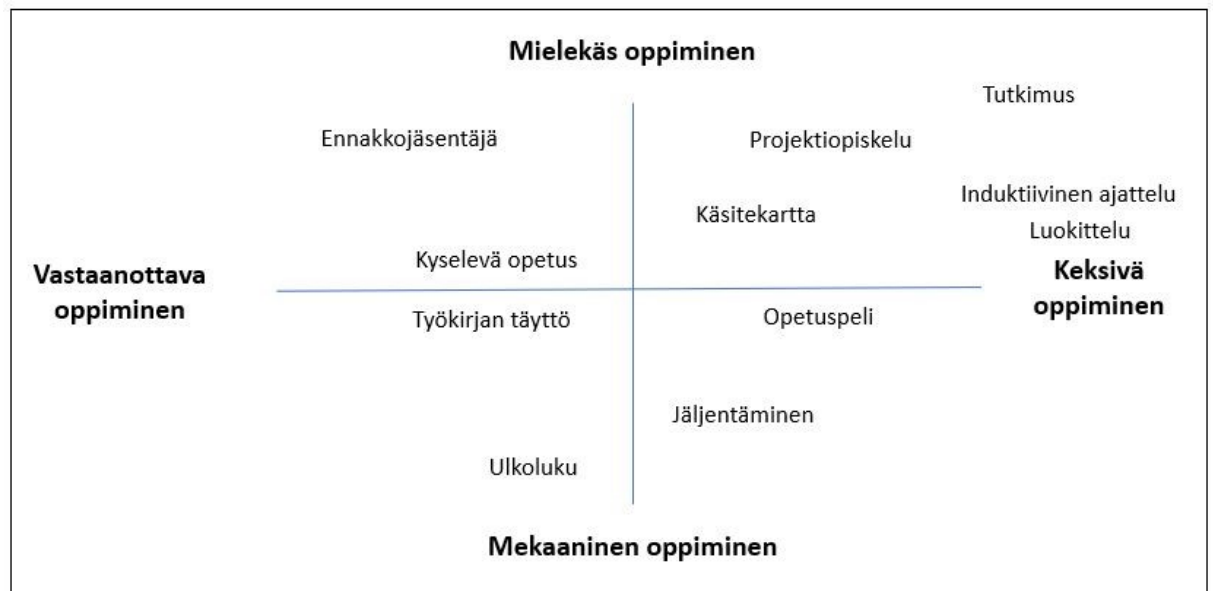 Mielekäs oppiminen
Tutkimus
Ennakkojäsentäjä
Projektiopiskelu
Induktiivinen ajattelu
Käsitekartta
Luokittelu
Kyselevä opetus
Vastaanottava
oppiminen
Keksivä
oppiminen
Työkirjan täyttö
Opetuspeli
Jäljentäminen
Ulkoluku
Mekaaninen oppiminen